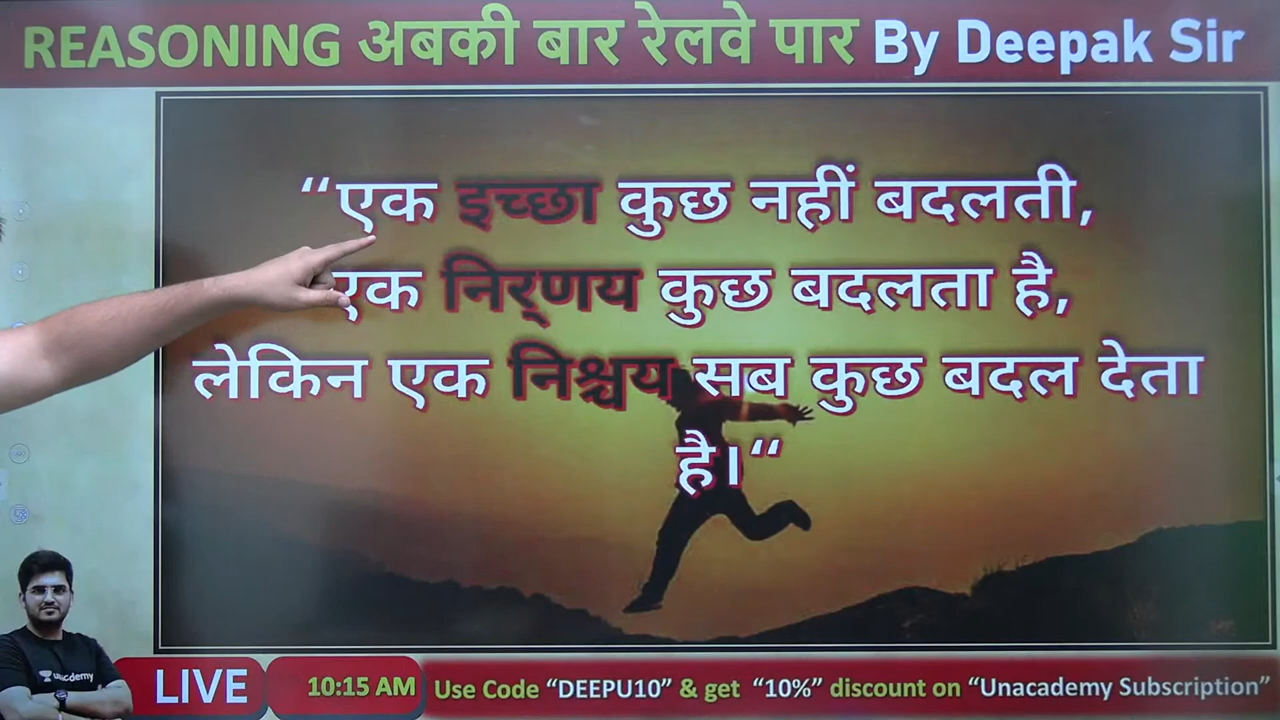 REASONING अबकी बार रेलवे पार By Deepak Sir
“एक इच्छा कुछ नहीं बदलती,
एक निर्णय कुछ बदलता है,
लेकिन एक निश्चय सब कुछ बदल देता
है।“
unacademy
LIVE
10:15 AM
Use Code “DEEPU10” & get “10%” discount on “Unacademy Subscription”